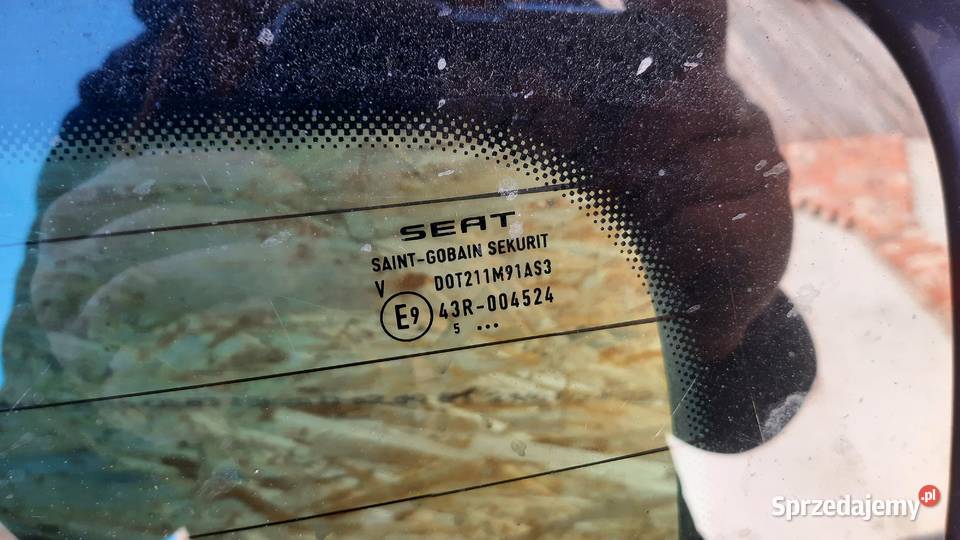 SEAT
SAINT-GOBAIN SEKURIT
V DOT211M91AS3
E9 43R-004524
5 •••
Sprzedajemy.pl